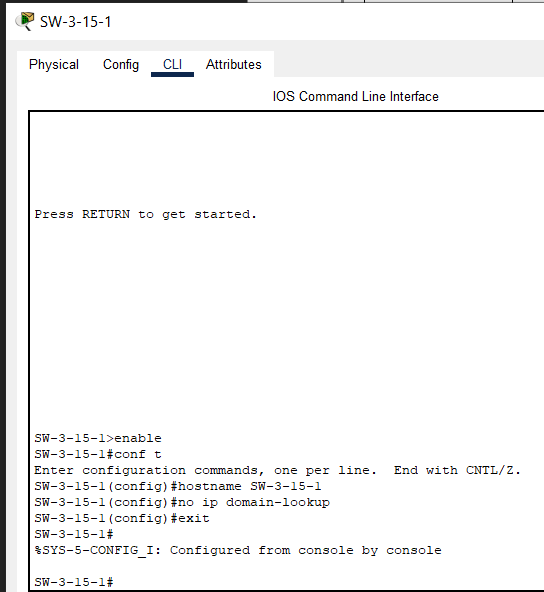 SW-3-15-1
Physical Config CLI Attributes
IOS Command Line Interface
Press RETURN to get started.
SW-3-15-1>enable
SW-3-15-1#conf t
Enter configuration commands, one per line.  End with CNTL/Z.
SW-3-15-1(config)#hostname SW-3-15-1
SW-3-15-1(config)#no ip domain-lookup
SW-3-15-1(config)#exit
SW-3-15-1#
%SYS-5-CONFIG_I: Configured from console by console
SW-3-15-1#